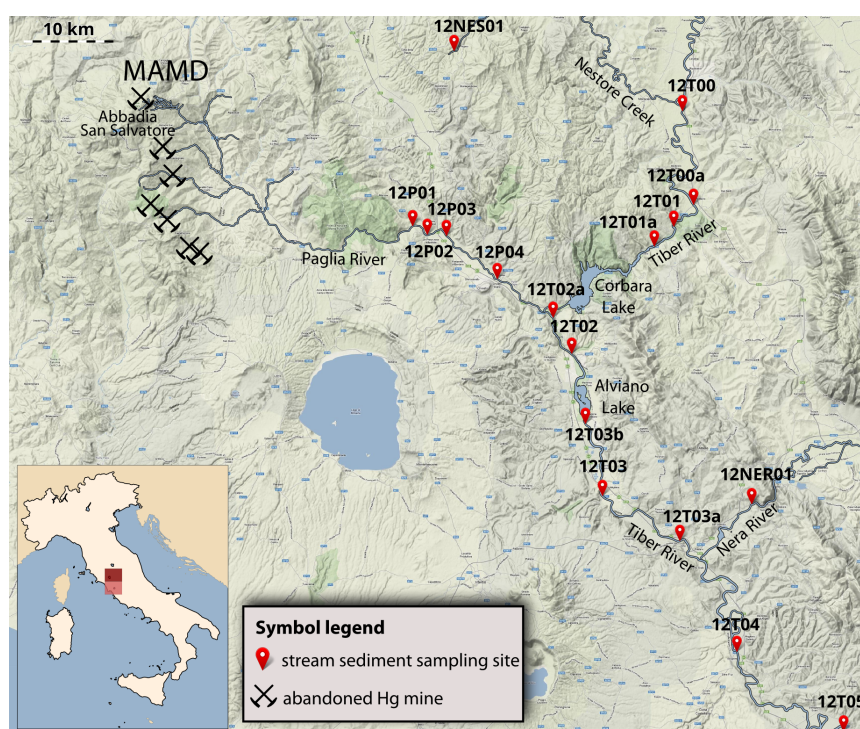 10 km
12NES01
MAMD
Abbadia
San Salvatore
Nestore Creek
12T00
12T00a
12T01
12T01a
Tiber River
12P01
12P03
12P02
Paglia River
12P04
12T02a
Corbara
Lake
12T02
Alviano
Lake
12T03b
12T03
12NER01
12T03a
Tiber River
Nera River
12T04
12T05
Symbol legend
stream sediment sampling site
abandoned Hg mine